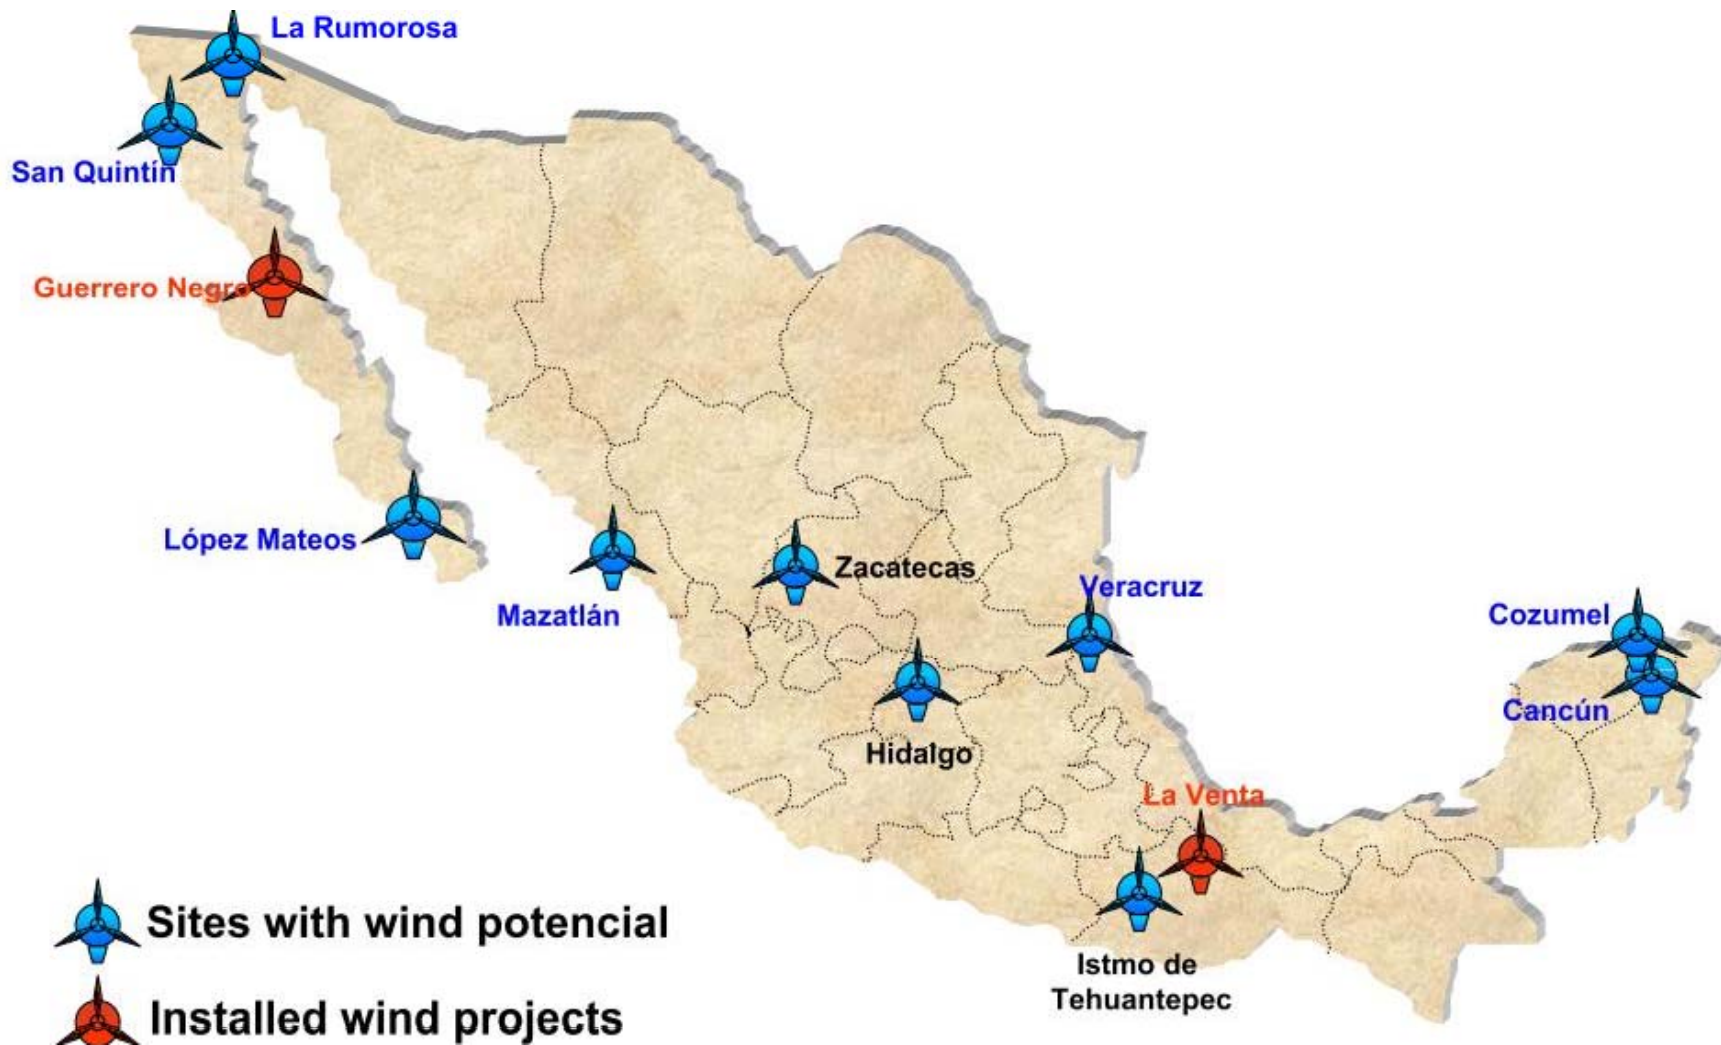 La Rumorosa
San Quintín
Guerrero Negro
López Mateos
Mazatlán
Zacatecas
Veracruz
Cozumel
Cancún
Hidalgo
La Venta
Istmo de
Tehuantepec
Sites with wind potencial
Installed wind projects